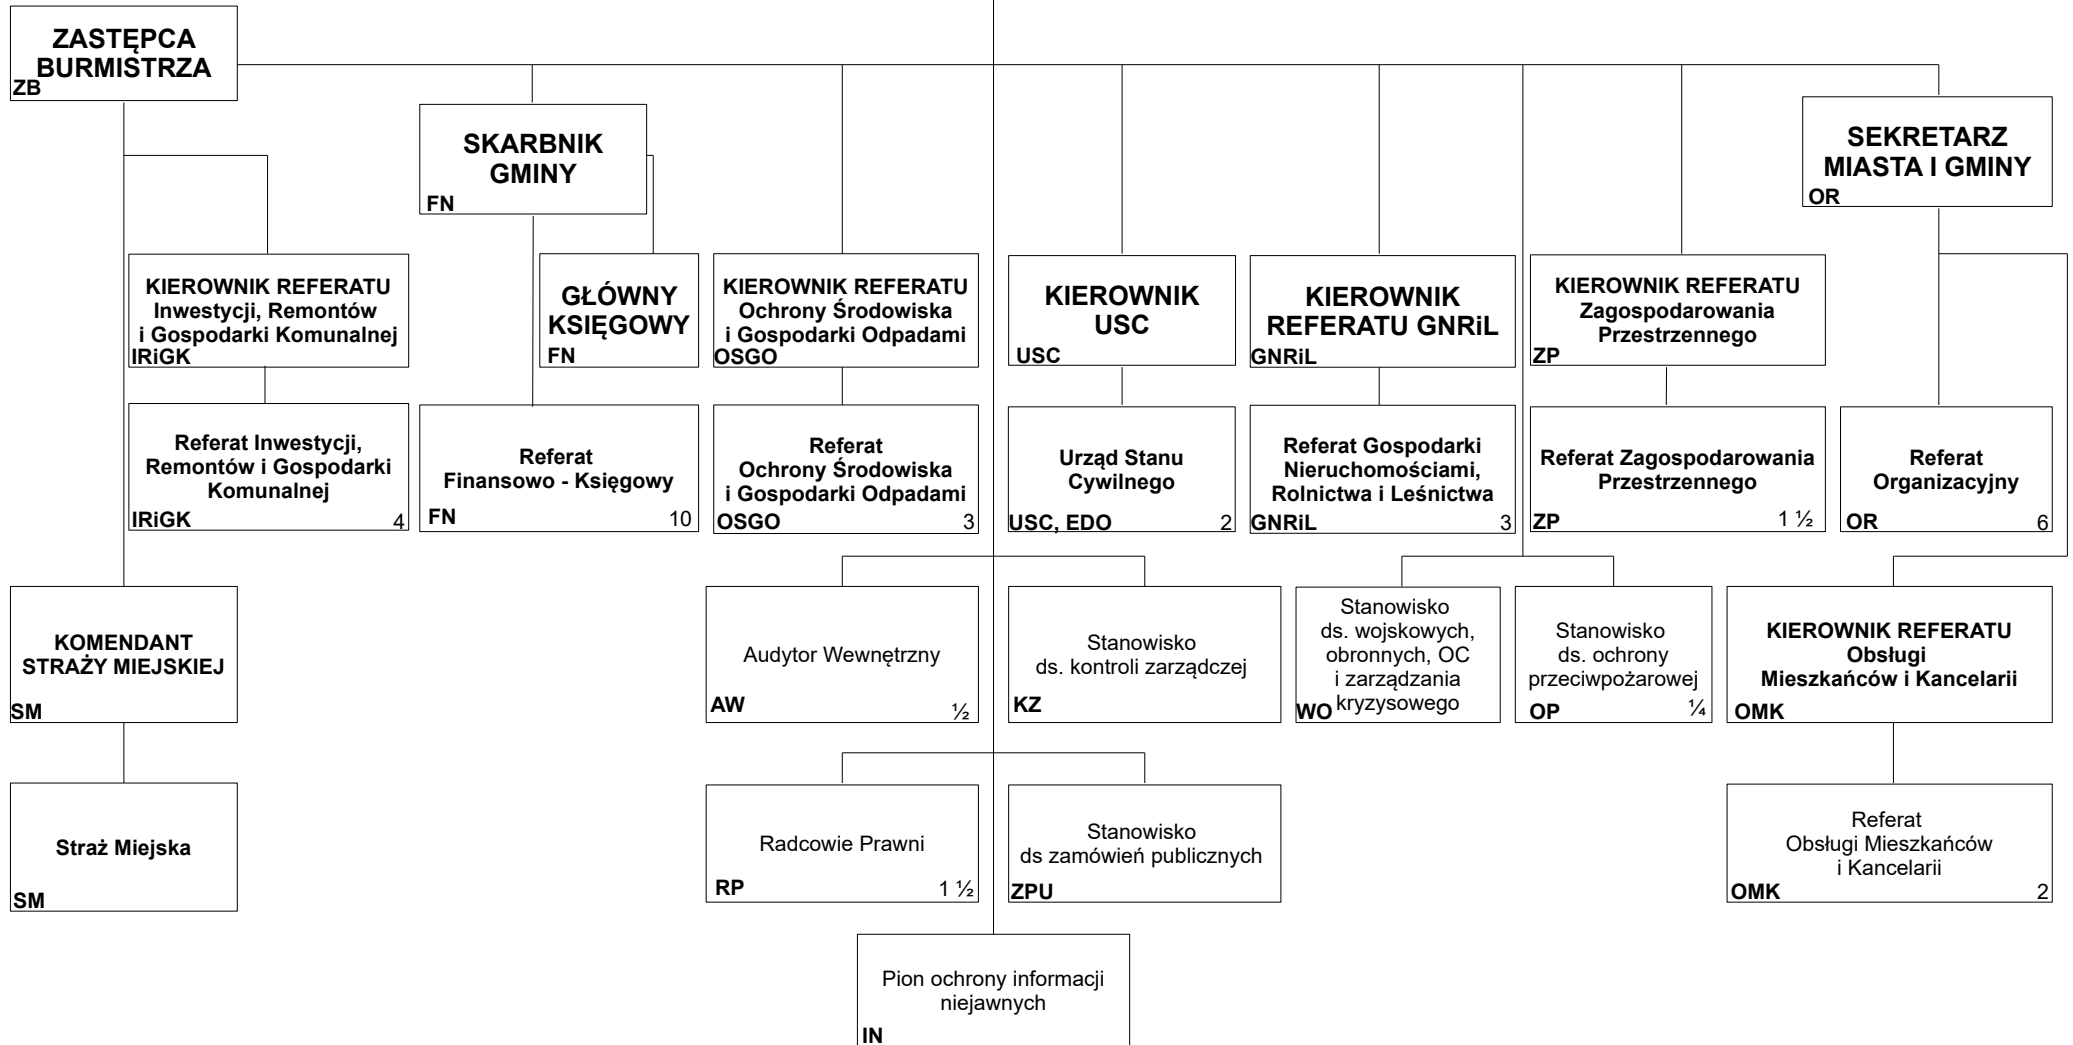 ZASTĘPCA
BURMISTRZA
ZB
SKARBNIK
GMINY
FN
SEKRETARZ
MIASTA I GMINY
OR
KIEROWNIK REFERATU
Inwestycji, Remontów
i Gospodarki Komunalnej
IRiGK
GŁÓWNY
KSIĘGOWY
FN
KIEROWNIK REFERATU
Ochrony Środowiska
i Gospodarki Odpadami
OSGO
KIEROWNIK
USC
USC
KIEROWNIK
REFERATU GNRiL
GNRiL
KIEROWNIK REFERATU
Zagospodarowania
Przestrzennego
ZP
Referat Inwestycji,
Remontów i Gospodarki
Komunalnej
IRiGK 4
Referat
Finansowo - Księgowy
FN 10
Referat
Ochrony Środowiska
i Gospodarki Odpadami
OSGO 3
Urząd Stanu
Cywilnego
USC, EDO 2
Referat Gospodarki
Nieruchomościami,
Rolnictwa i Leśnictwa
GNRiL 3
Referat Zagospodarowania
Przestrzennego
ZP 1 ½
Referat
Organizacyjny
OR 6
KOMENDANT
STRAŻY MIEJSKIEJ
SM
Audytor Wewnętrzny
AW ½
Stanowisko
ds. kontroli zarządczej
KZ
Stanowisko
ds. wojskowych,
obronnych, OC
i zarządzania
kryzysowego
WO
Stanowisko
ds. ochrony
przeciwpożarowej
OP ¼
KIEROWNIK REFERATU
Obsługi
Mieszkańców i Kancelarii
OMK
Straż Miejska
SM
Radcowie Prawni
RP 1 ½
Stanowisko
ds zamówień publicznych
ZPU
Referat
Obsługi Mieszkańców
i Kancelarii
OMK 2
Pion ochrony informacji
niejawnych
IN